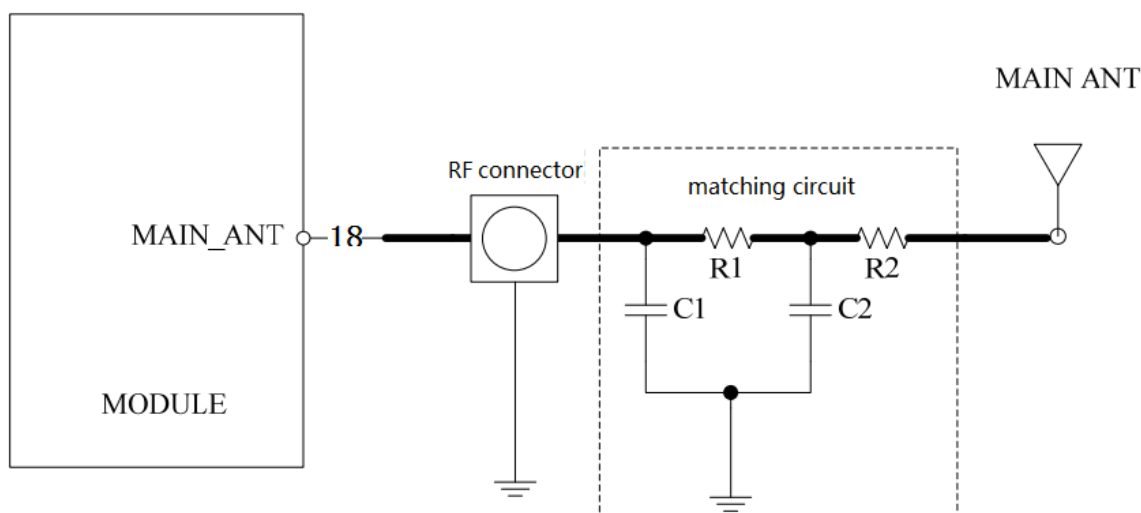 MAIN ANT
RF connector
matching circuit
MAIN_ANT
18
R1
R2
C1
C2
MODULE